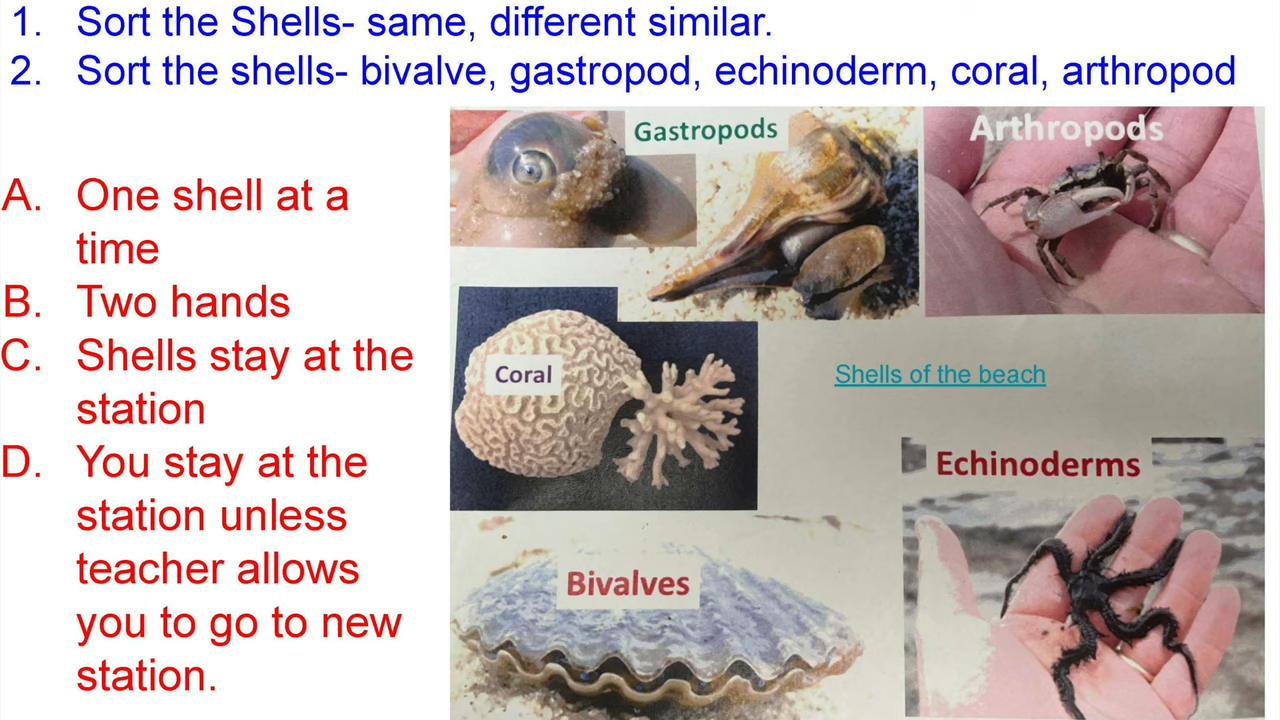 1. Sort the Shells- same, different similar.
2. Sort the shells- bivalve, gastropod, echinoderm, coral, arthropod
A. One shell at a
time
B. Two hands
C. Shells stay at the
station
D. You stay at the
station unless
teacher allows
you to go to new
station.
Gastropods
Arthropods
Coral
Shells of the beach
Echinoderms
Bivalves